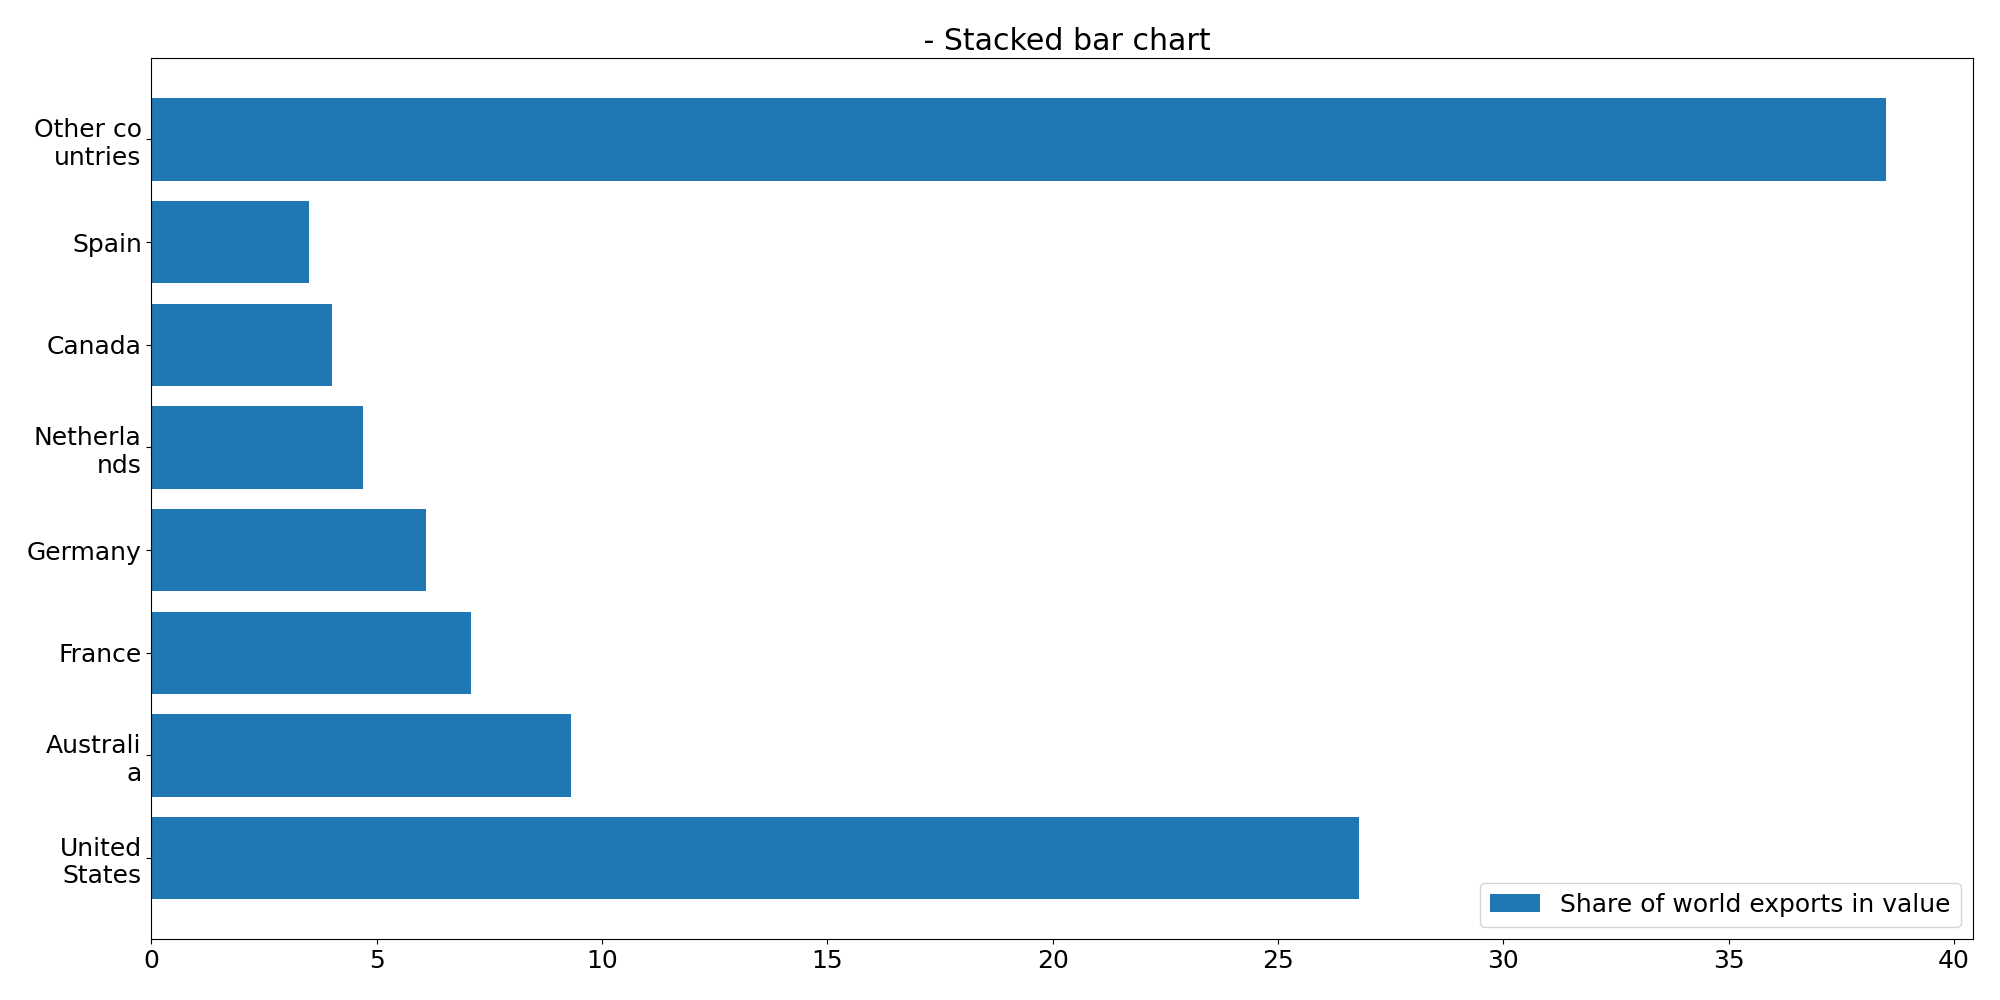 - Stacked bar chart
Other co
untries
Spain
Canada
Netherla
nds
Germany
France
Australi
a
United
States
Share of world exports in value
0 5 10 15 20 25 30 35 40